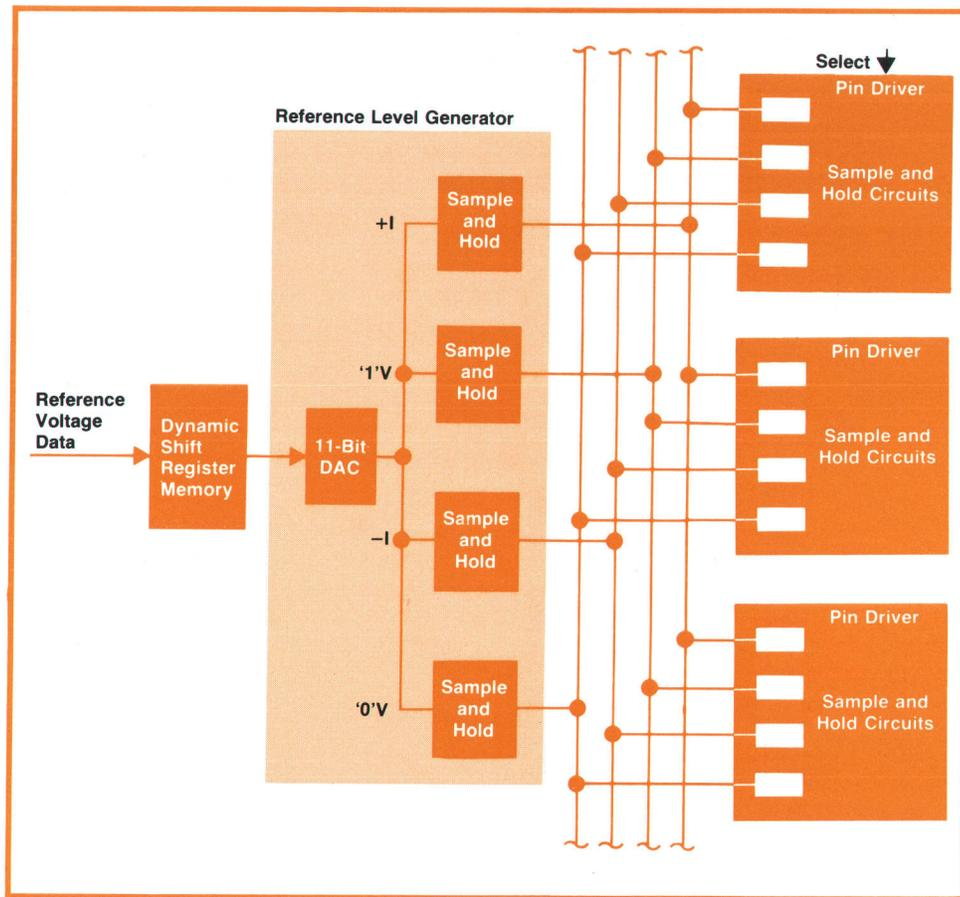 Select
Pin Driver
Sample and
Hold Circuits
Reference Level Generator
+I
Sample
and
Hold
'1'V
Sample
and
Hold
Pin Driver
Sample and
Hold Circuits
Reference
Voltage
Data
Dynamic
Shift
Register
Memory
11-Bit
DAC
–I
Sample
and
Hold
Pin Driver
Sample and
Hold Circuits
'0'V
Sample
and
Hold